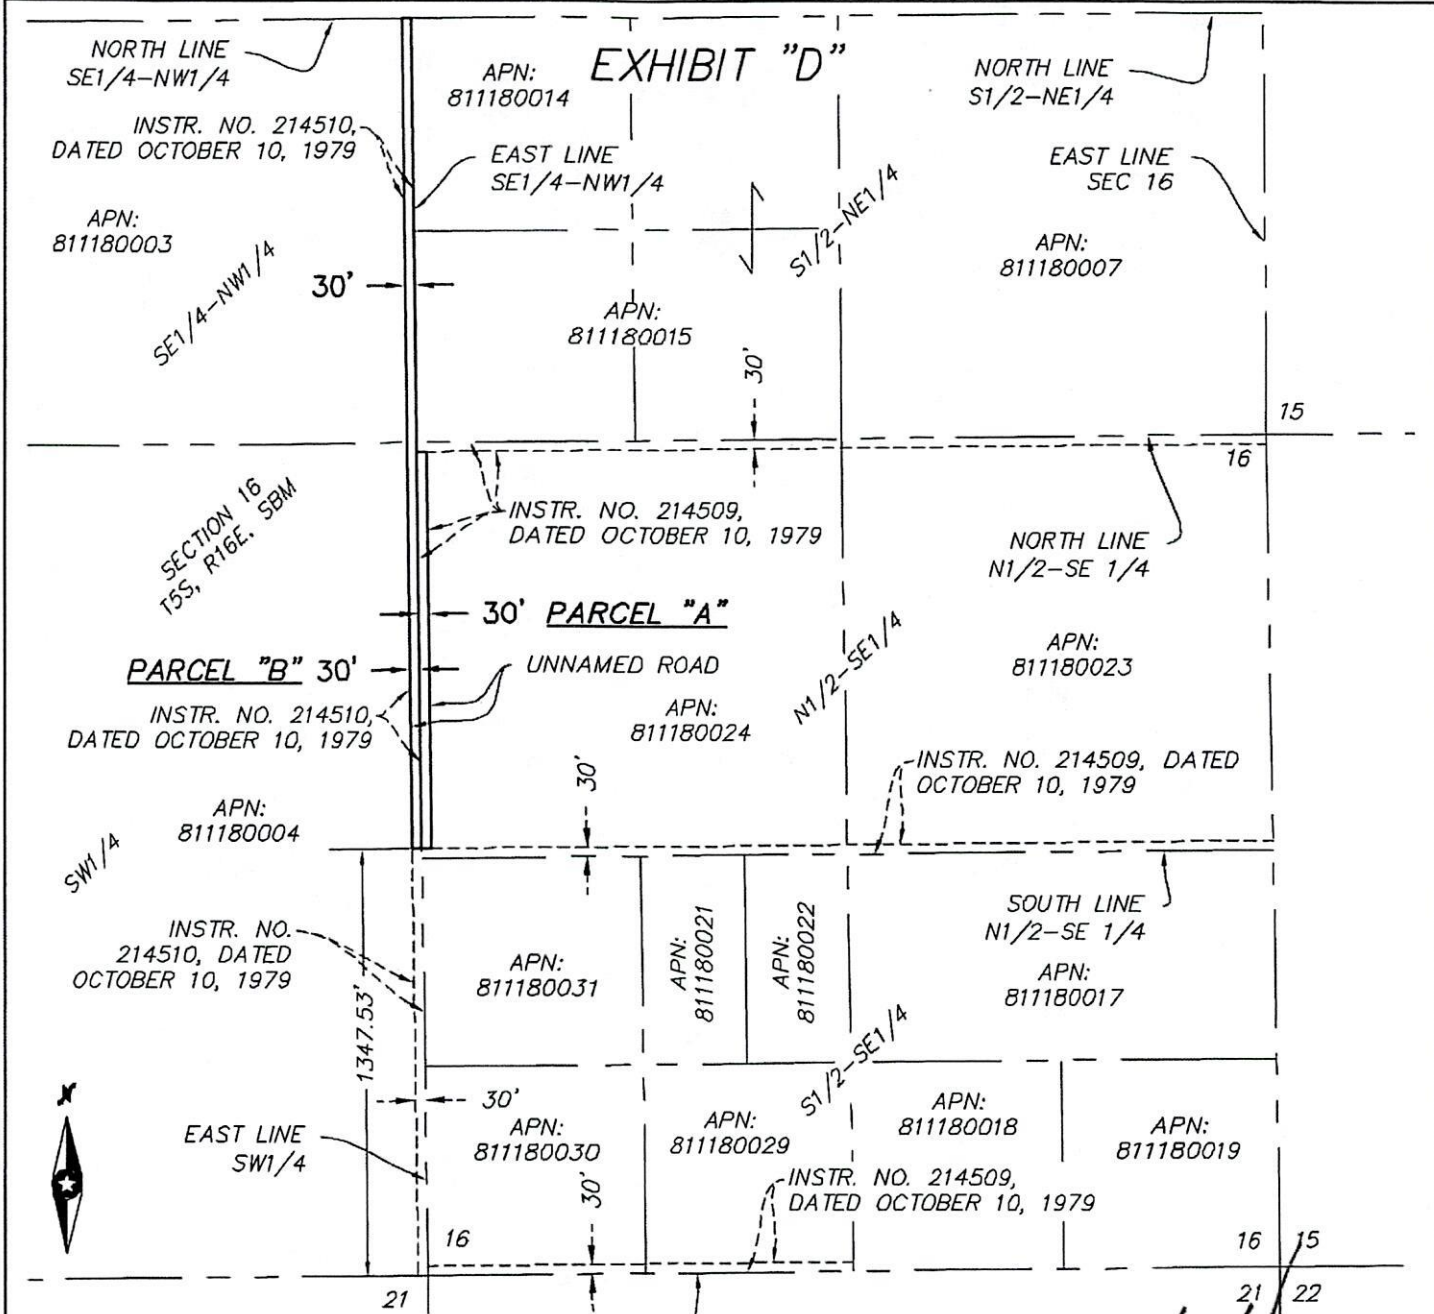 EXHIBIT "D"
NORTH LINE
SE1/4-NW1/4
APN:
811180014
NORTH LINE
S1/2-NE1/4
INSTR. NO. 214510,
DATED OCTOBER 10, 1979
EAST LINE
SE1/4-NW1/4
EAST LINE
SEC 16
APN:
811180003
S1/2-NE1/4
APN:
811180007
SE1/4-NW1/4
30'
APN:
811180015
30'
15
16
SECTION 16
T5S, R16E, SBM
INSTR. NO. 214509,
DATED OCTOBER 10, 1979
NORTH LINE
N1/2-SE 1/4
30' PARCEL "A"
PARCEL "B" 30'
UNNAMED ROAD
N1/2-SE1/4
APN:
811180023
INSTR. NO. 214510,
DATED OCTOBER 10, 1979
APN:
811180024
30'
INSTR. NO. 214509, DATED
OCTOBER 10, 1979
APN:
811180004
SW1/4
INSTR. NO.
214510, DATED
OCTOBER 10, 1979
1347.53'
APN:
811180031
APN:
811180021
APN:
811180022
SOUTH LINE
N1/2-SE 1/4
APN:
811180017
S1/2-SE1/4
30'
N
EAST LINE
SW1/4
APN:
811180030
APN:
811180029
APN:
811180018
APN:
811180019
30'
INSTR. NO. 214509,
DATED OCTOBER 10, 1979
16
16
15
21
21
22